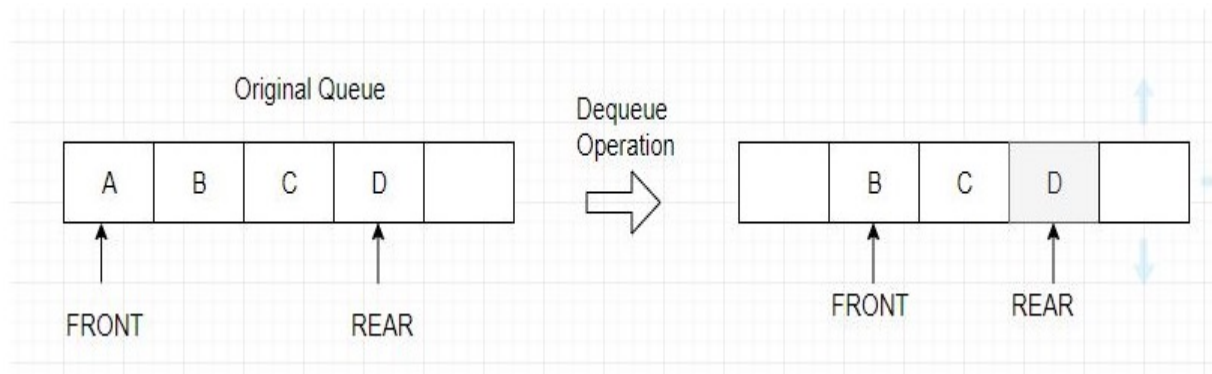 Original Queue
Dequeue
Operation
A B C D
B C D
FRONT
REAR
FRONT
REAR